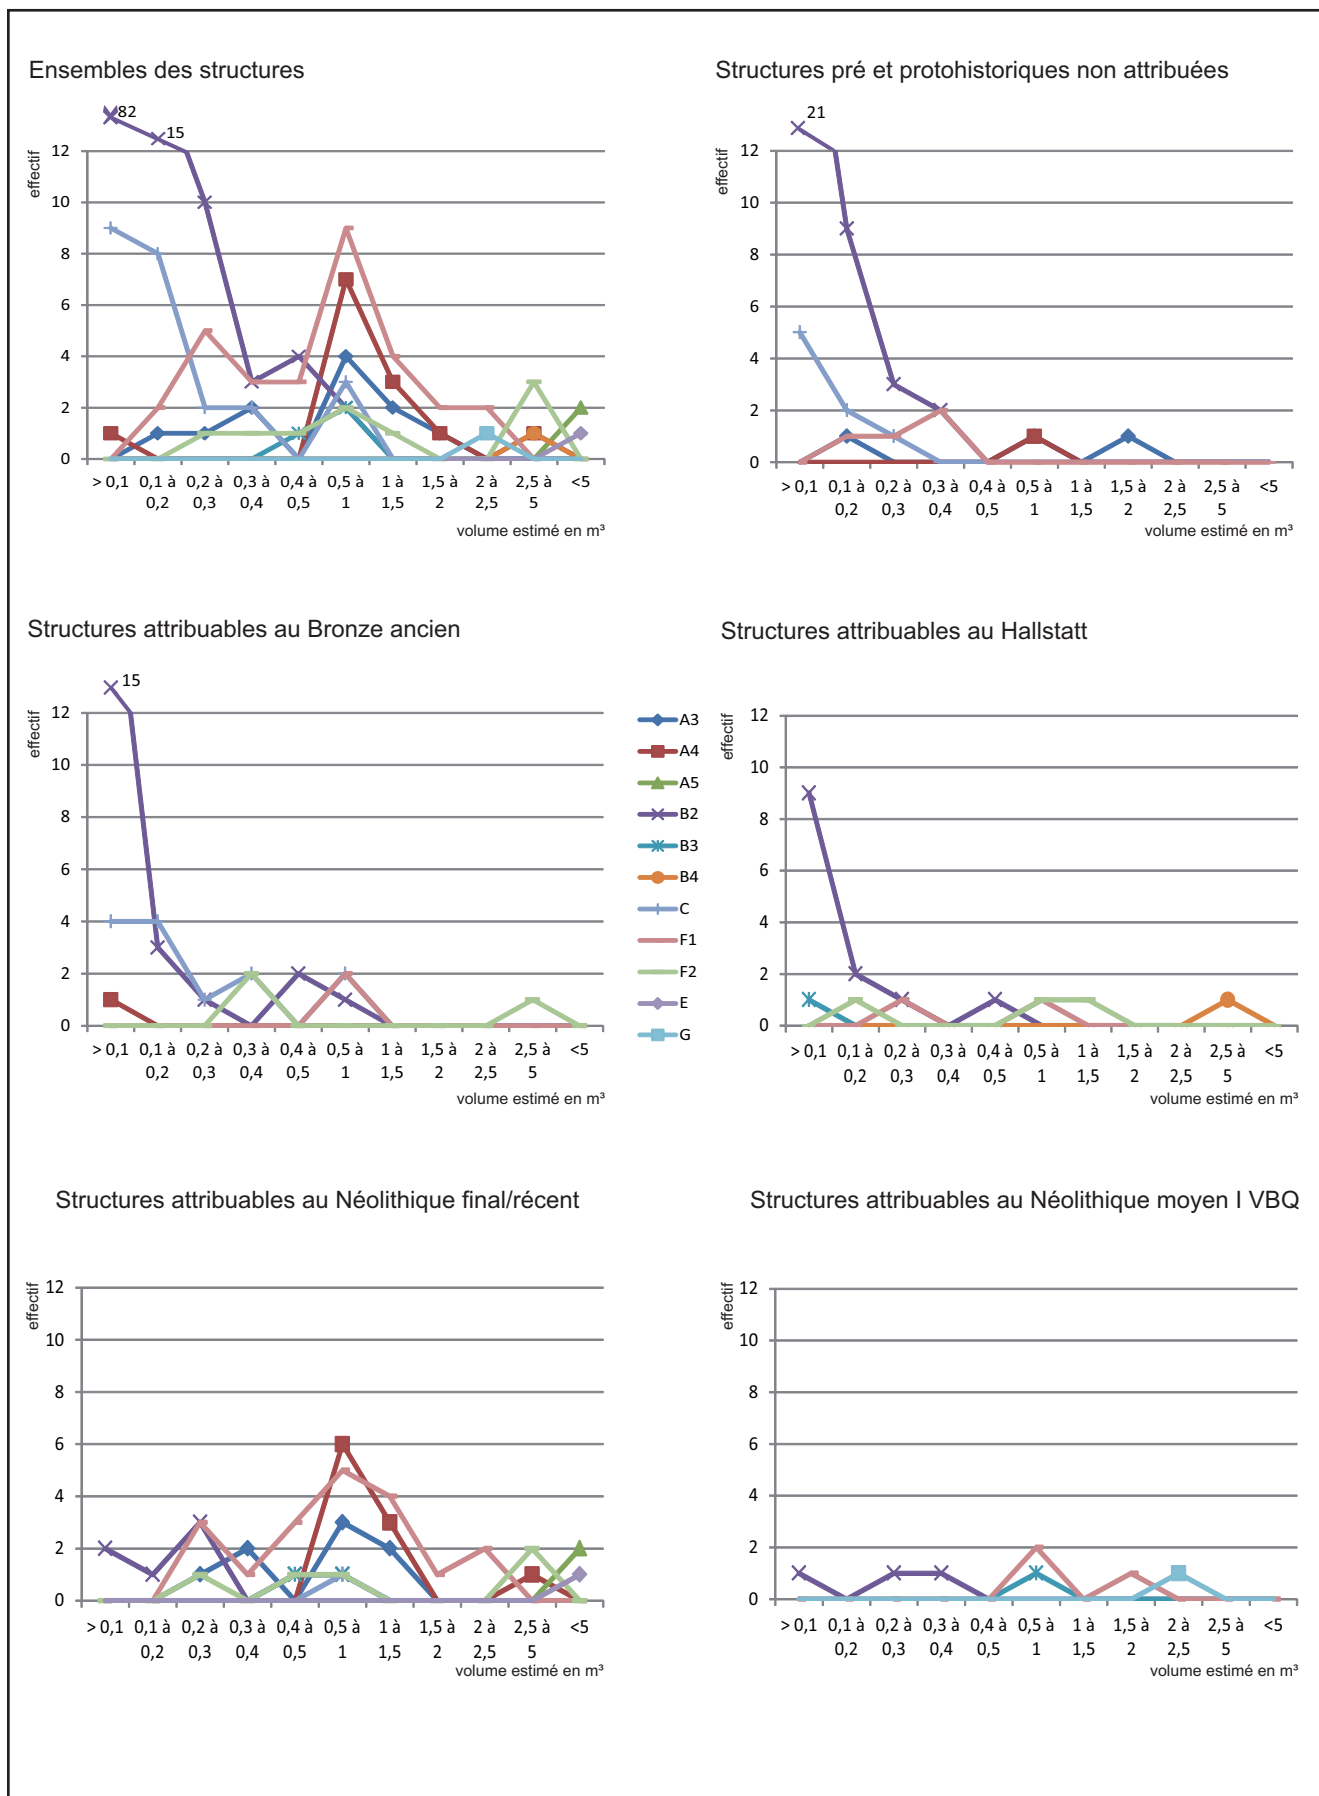 Ensembles des structures
82
15
effectif
12
10
8
6
4
2
0
> 0,1
0,1 à 0,2
0,2 à 0,3
0,3 à 0,4
0,4 à 0,5
0,5 à 1
1 à 1,5
1,5 à 2
2 à 2,5
2,5 à 5
<5
volume estimé en m³
Structures pré et protohistoriques non attribuées
21
effectif
12
10
8
6
4
2
0
> 0,1
0,1 à 0,2
0,2 à 0,3
0,3 à 0,4
0,4 à 0,5
0,5 à 1
1 à 1,5
1,5 à 2
2 à 2,5
2,5 à 5
<5
volume estimé en m³
Structures attribuables au Bronze ancien
15
effectif
12
10
8
6
4
2
0
> 0,1
0,1 à 0,2
0,2 à 0,3
0,3 à 0,4
0,4 à 0,5
0,5 à 1
1 à 1,5
1,5 à 2
2 à 2,5
2,5 à 5
<5
volume estimé en m³
A3
A4
A5
B2
B3
B4
C
F1
F2
E
G
Structures attribuables au Hallstatt
effectif
12
10
8
6
4
2
0
> 0,1
0,1 à 0,2
0,2 à 0,3
0,3 à 0,4
0,4 à 0,5
0,5 à 1
1 à 1,5
1,5 à 2
2 à 2,5
2,5 à 5
<5
volume estimé en m³
Structures attribuables au Néolithique final/récent
effectif
12
10
8
6
4
2
0
> 0,1
0,1 à 0,2
0,2 à 0,3
0,3 à 0,4
0,4 à 0,5
0,5 à 1
1 à 1,5
1,5 à 2
2 à 2,5
2,5 à 5
<5
volume estimé en m³
Structures attribuables au Néolithique moyen I VBQ
effectif
12
10
8
6
4
2
0
> 0,1
0,1 à 0,2
0,2 à 0,3
0,3 à 0,4
0,4 à 0,5
0,5 à 1
1 à 1,5
1,5 à 2
2 à 2,5
2,5 à 5
<5
volume estimé en m³